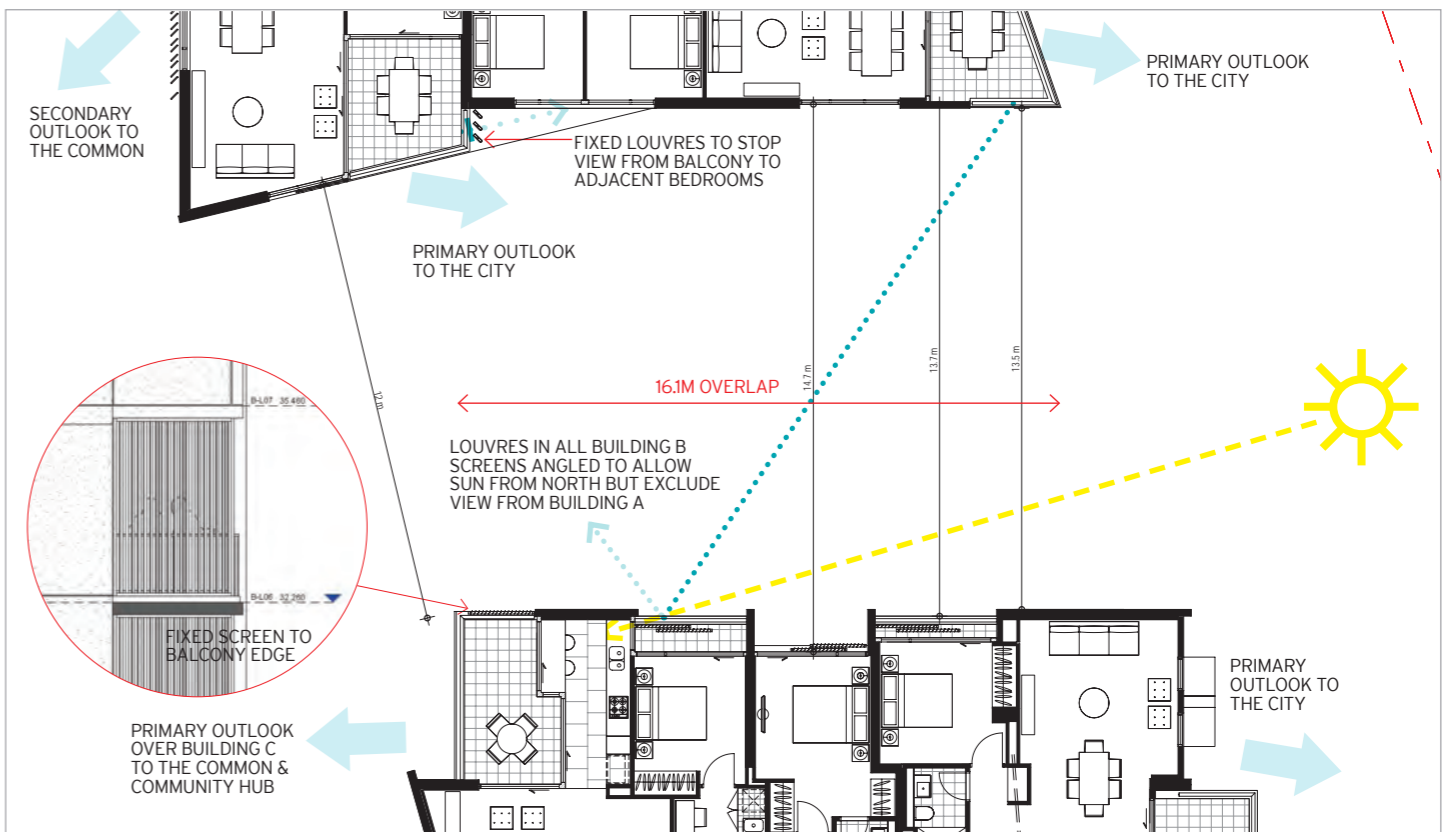 PRIMARY OUTLOOK
TO THE CITY
SECONDARY
OUTLOOK TO
THE COMMON
FIXED LOUVRES TO STOP
VIEW FROM BALCONY TO
ADJACENT BEDROOMS
PRIMARY OUTLOOK
TO THE CITY
16.1M OVERLAP
12 m
14.7 m
13.7m
13.5 m
B-L07 35.460
LOUVRES IN ALL BUILDING B
SCREENS ANGLED TO ALLOW
SUN FROM NORTH BUT EXCLUDE
VIEW FROM BUILDING A
B-L06 32.260
FIXED SCREEN TO
BALCONY EDGE
PRIMARY OUTLOOK
OVER BUILDING C
TO THE COMMON &
COMMUNITY HUB
PRIMARY
OUTLOOK TO
THE CITY